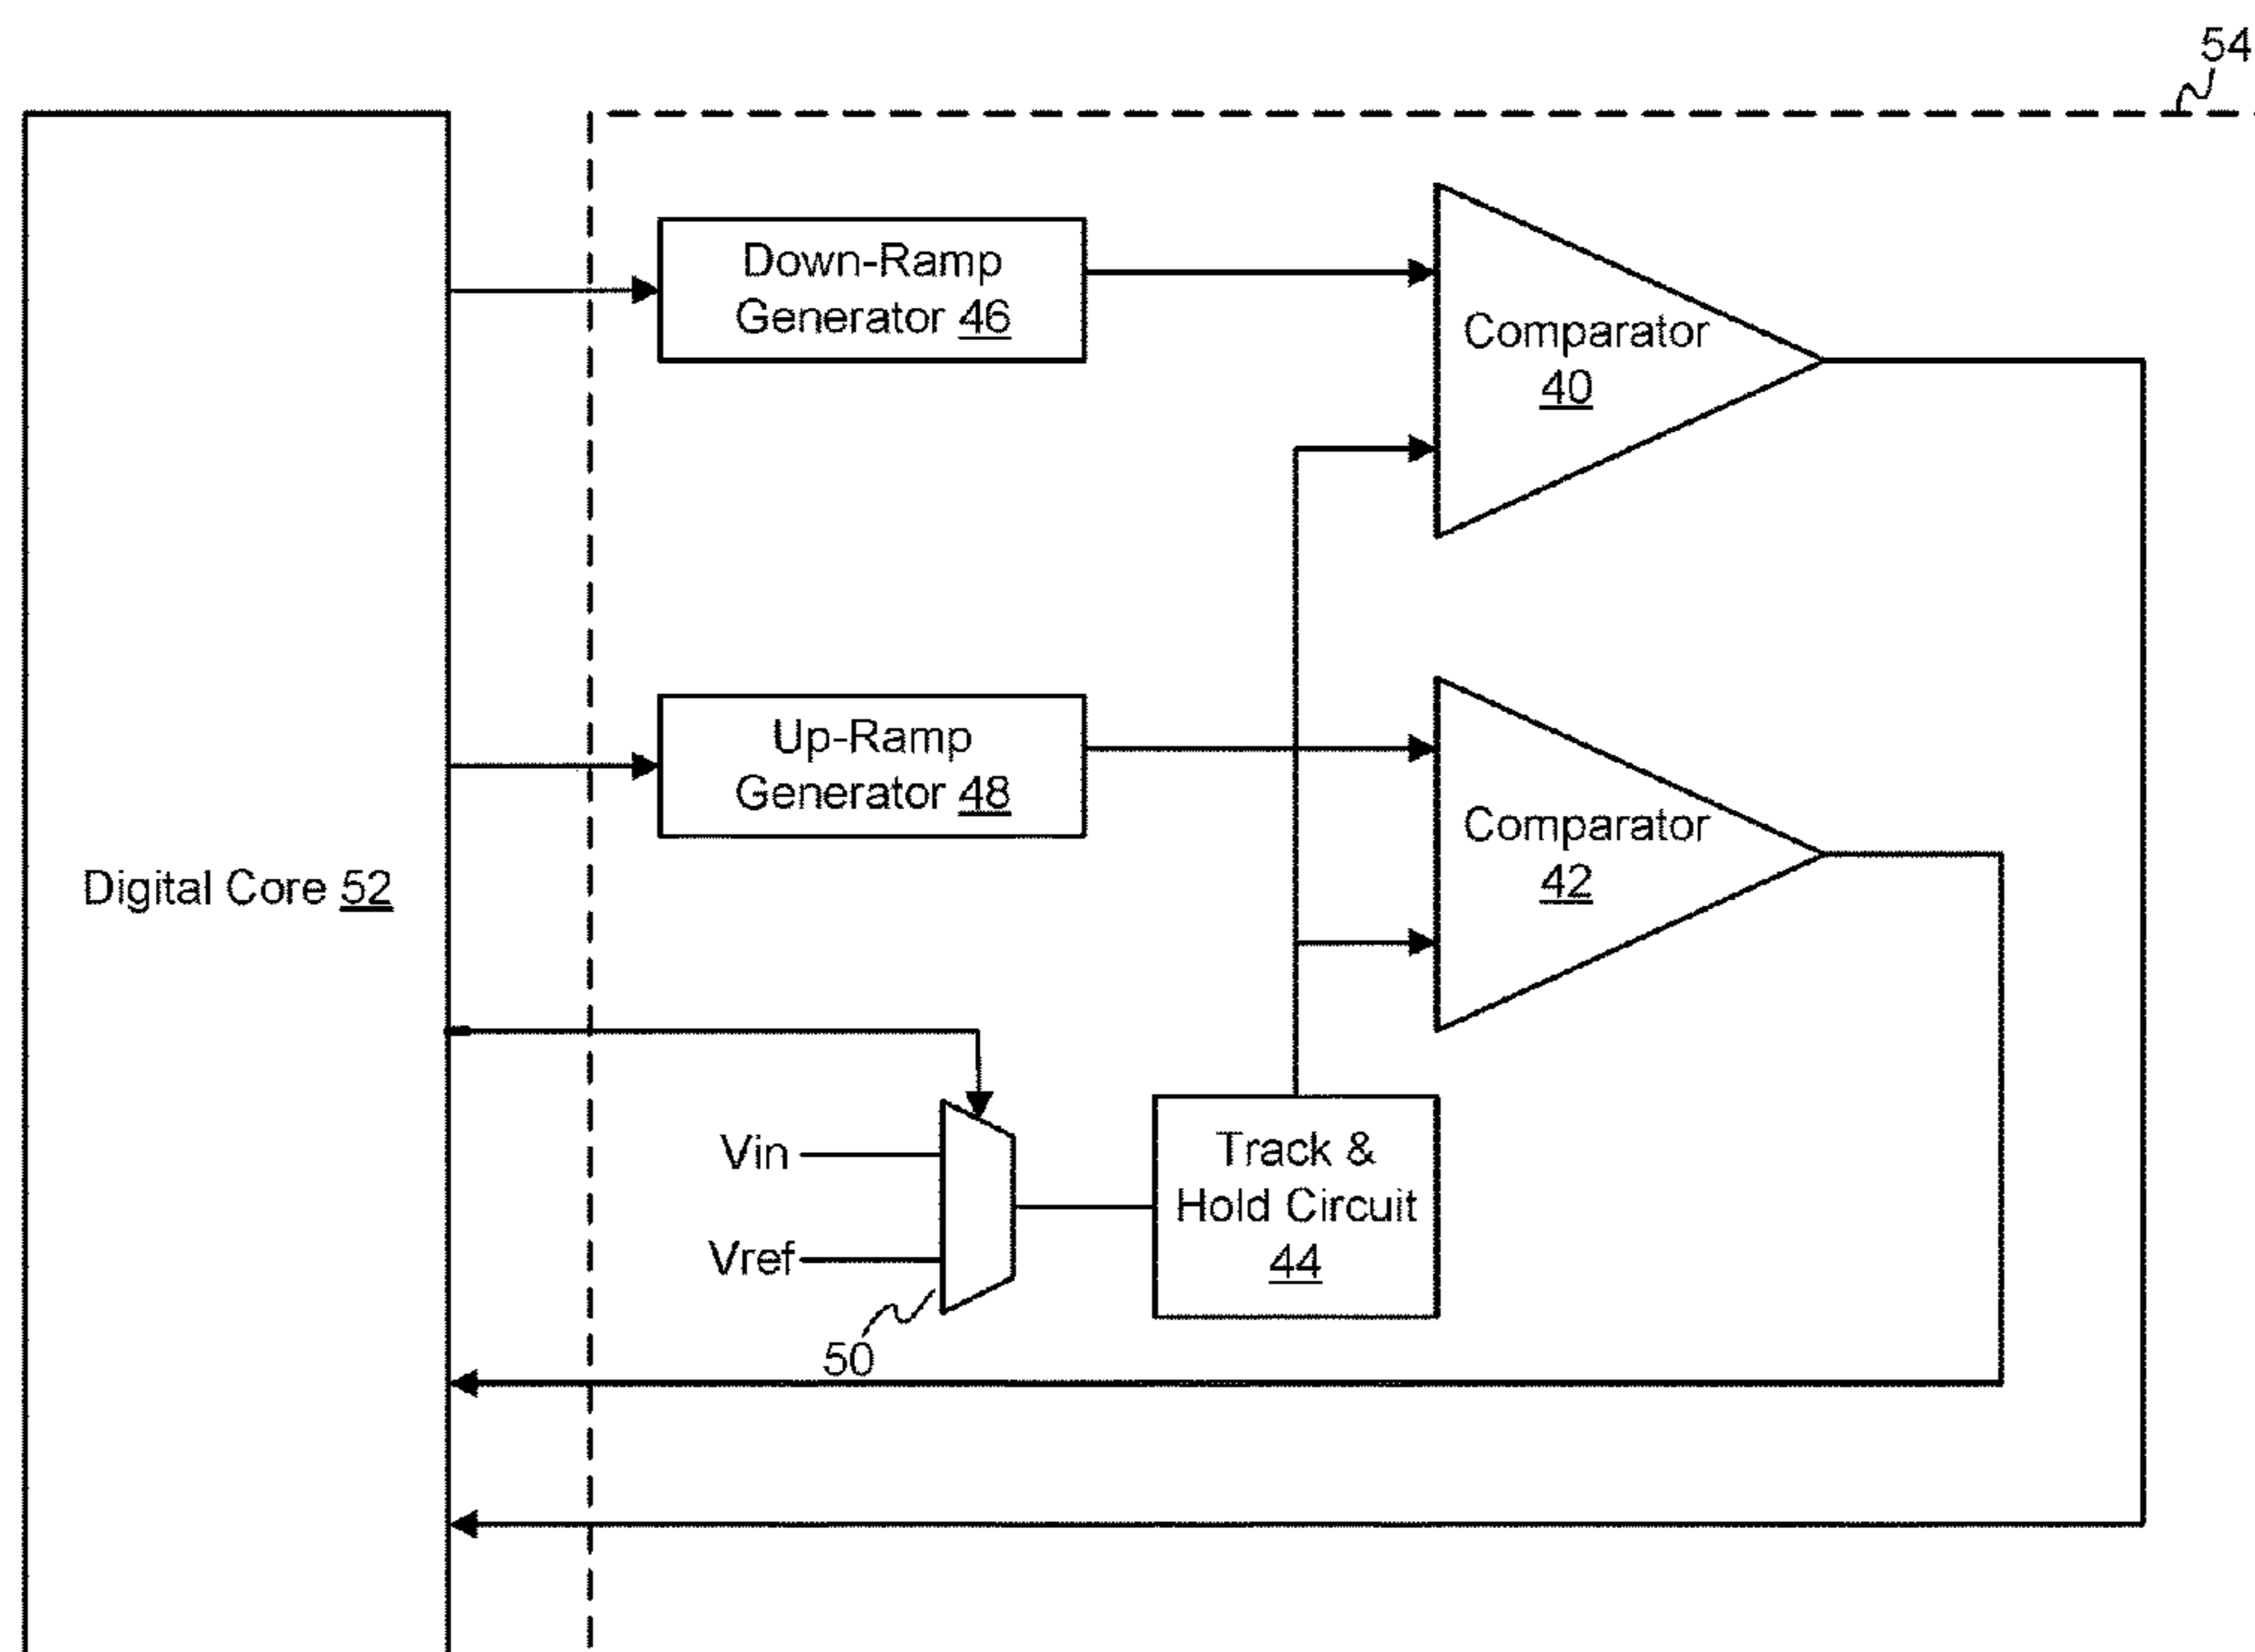 54
Down-Ramp
Generator 46
Comparator
40
Up-Ramp
Generator 48
Comparator
42
Digital Core 52
Vin
Vref
50
Track &
Hold Circuit
44